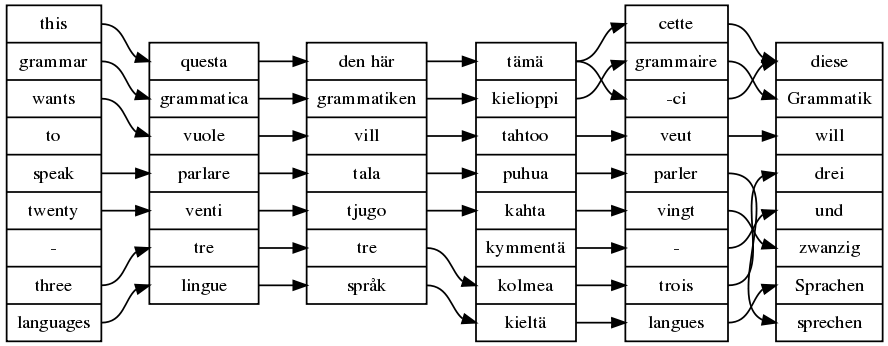 this
grammar
wants
to
speak
twenty
-
three
languages
questa
grammatica
vuole
parlare
venti
tre
lingue
den här
grammatiken
vill
tala
tjugo
tre
språk
tämä
kielioppi
tahtoo
puhua
kahta
kymmentä
kolmea
kieltä
cette
grammaire
-ci
veut
parler
vingt
-
trois
langues
diese
Grammatik
will
drei
und
zwanzig
Sprachen
sprechen